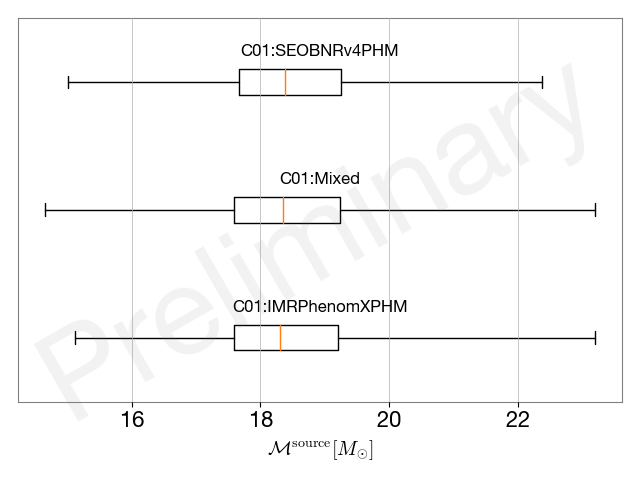 C01:SEOBNRv4PHM
C01:Mixed
C01:IMRPhenomXPHM
Preliminary
16 18 20 22
ℳ^source [M_⊙]